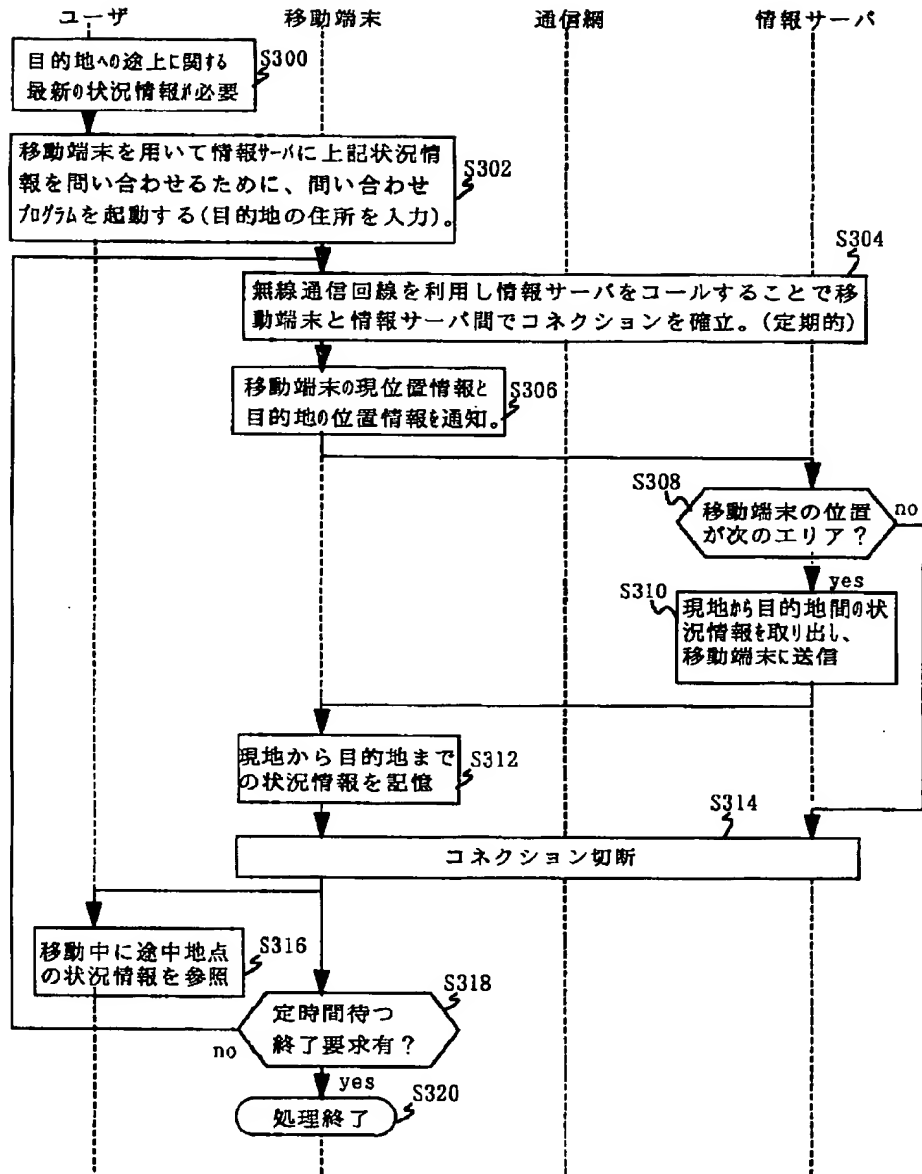 ユーザ
移動端末
通信網
情報サーバ
目的地への途上に関する
最新の状況情報が必要
S300
移動端末を用いて情報サーバに上記状況情
報を問い合わせるために、問い合わせ
プログラムを起動する(目的地の住所を入力)。
S302
S304
無線通信回線を利用し情報サーバをコールすることで移
動端末と情報サーバ間でコネクションを確立。(定期的)
移動端末の現位置情報と
目的地の位置情報を通知。
S306
S308
移動端末の位置
が次のエリア?
no
yes
S310
現地から目的地間の状
況情報を取り出し、
移動端末に送信
現地から目的地まで
の状況情報を記憶
S312
S314
コネクション切断
移動中に途中地点
の状況情報を参照
S316
S318
定時間待つ
終了要求有?
no
yes
S320
処理終了